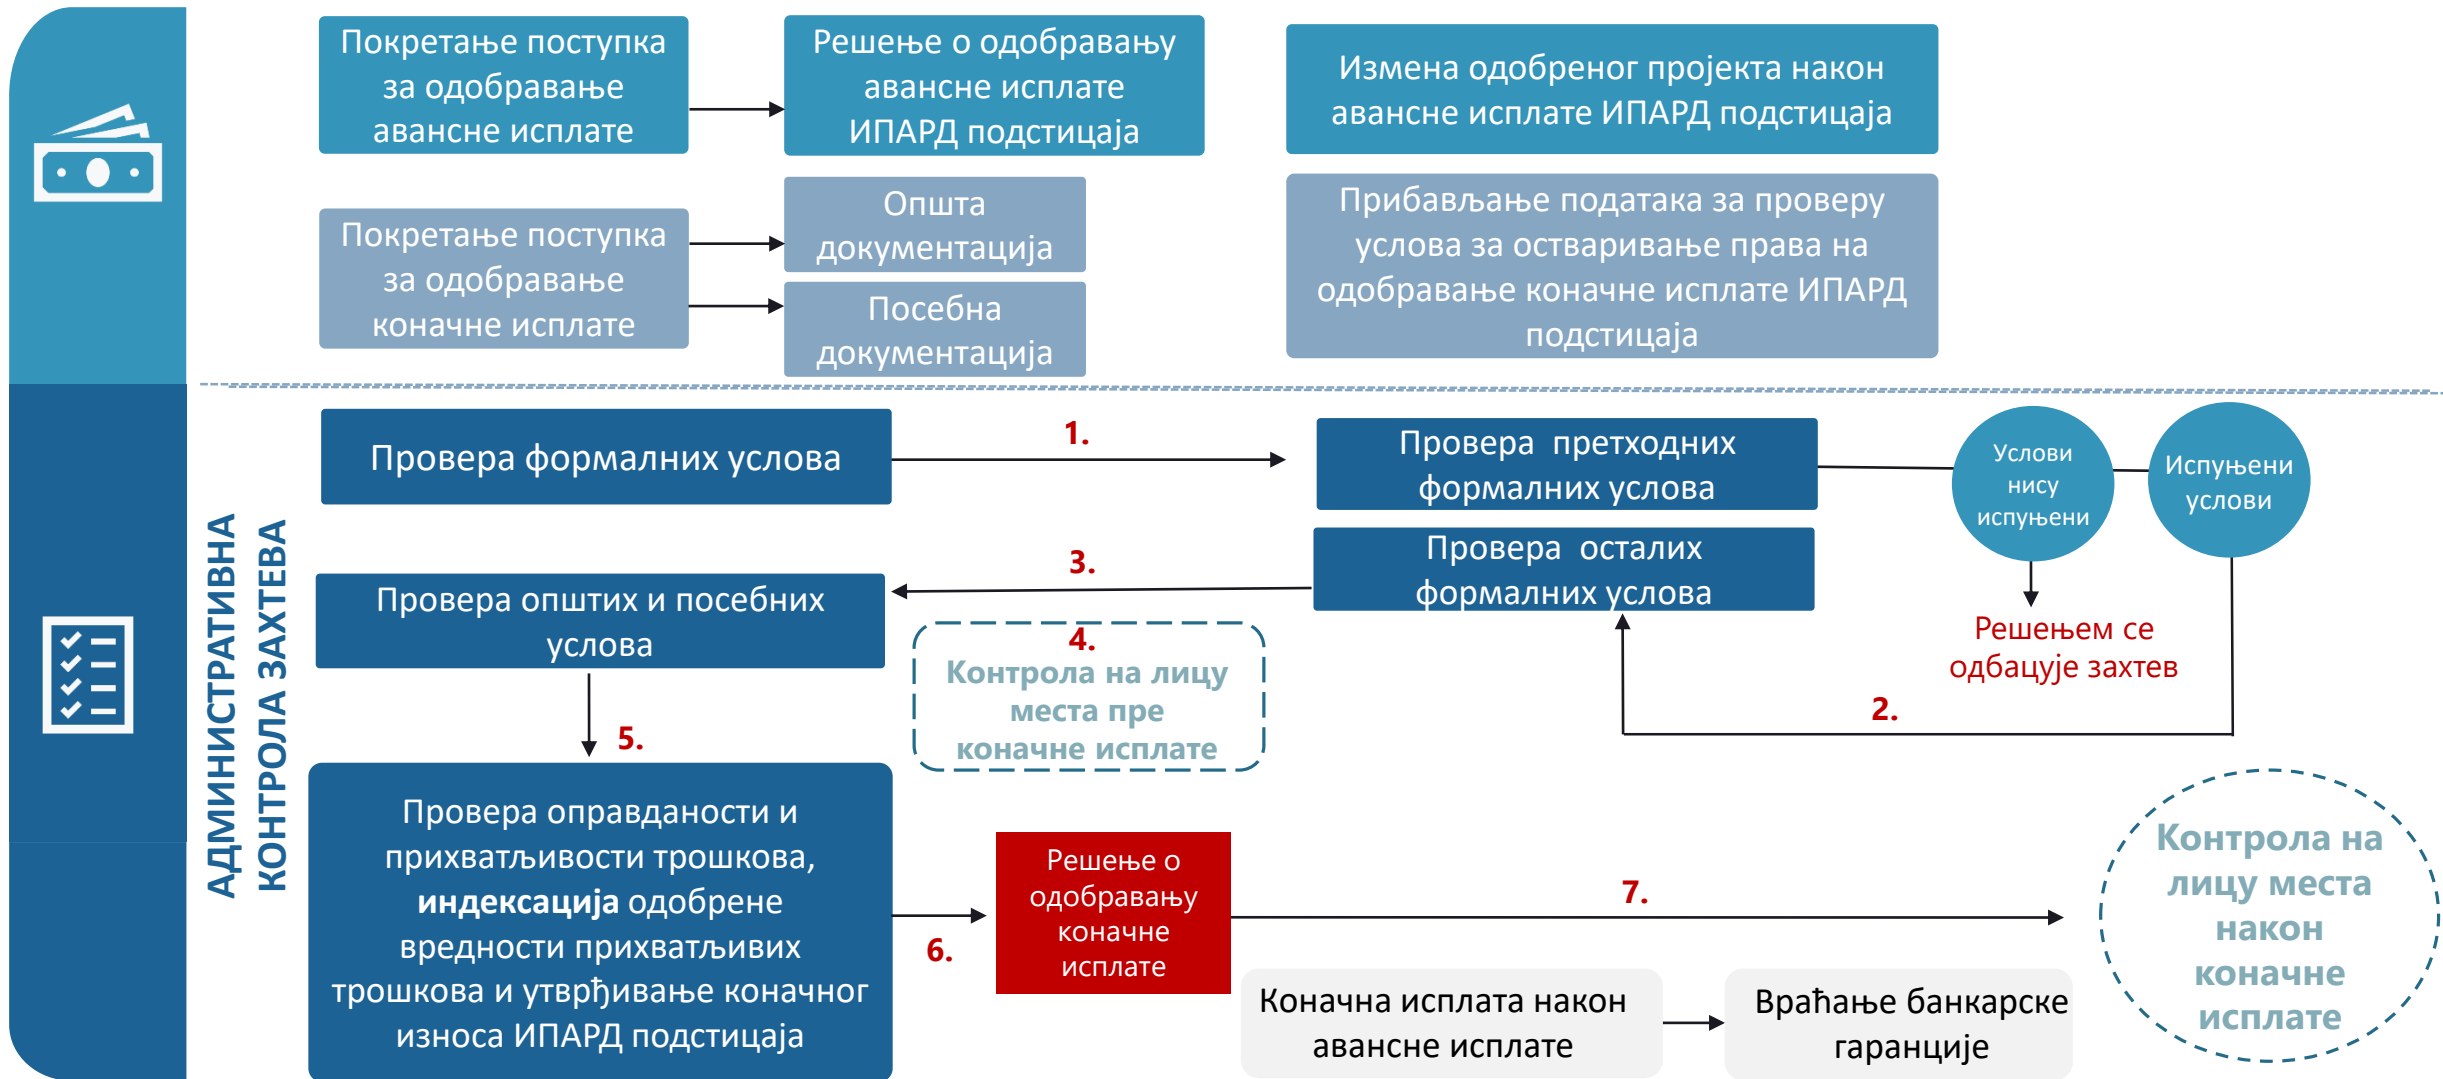 Покретање поступка
за одобравање
авансне исплате
Решење о одобравању
авансне исплате
ИПАРД подстицаја
Измена одобреног пројекта након
авансне исплате ИПАРД подстицаја
Покретање поступка
за одобравање
коначне исплате
Општа
документација
Посебна
документација
Прибављање података за проверу
услова за остваривање права на
одобравање коначне исплате ИПАРД
подстицаја
АДМИНИСТРАТИВНА
КОНТРОЛА ЗАХТЕВА
Провера формалних услова
1.
Провера претходних
формалних услова
Услови
нису
испуњени
Испуњени
услови
Решењем се
одбацује захтев
2.
Провера осталих
формалних услова
3.
Провера општих и посебних
услова
4.
Контрола на лицу
места пре
коначне исплате
5.
Провера оправданости и
прихватљивости трошкова,
индексација одобрене
вредности прихватљивих
трошкова и утврђивање коначног
износа ИПАРД подстицаја
6.
Решење о
одобравању
коначне
исплате
7.
Контрола на
лицу места
након
коначне
исплате
Коначна исплата након
авансне исплате
Враћање банкарске
гаранције